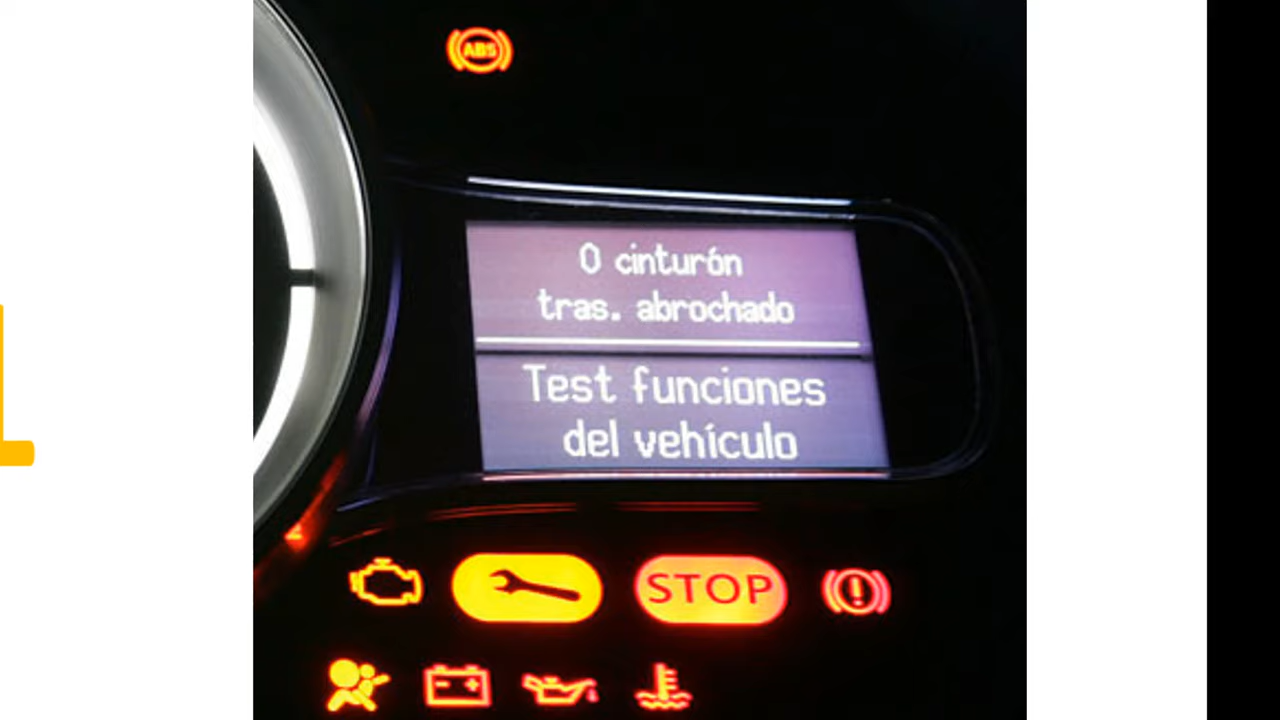 ABS
0 cinturón
tras. abrochado
Test funciones
del vehículo
STOP